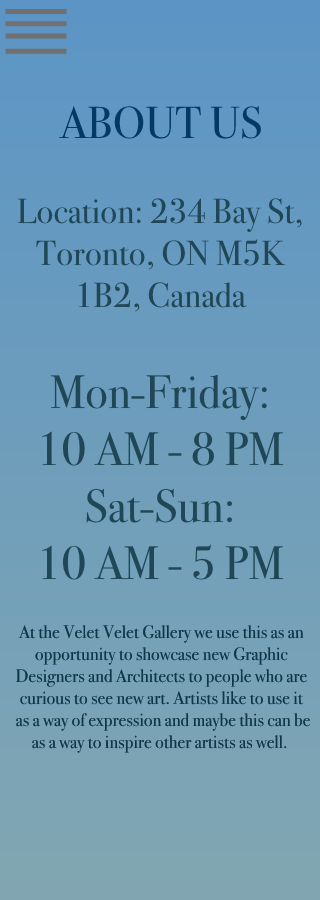 ABOUT US
Location: 234 Bay St,
Toronto, ON M5K
1B2, Canada
Mon-Friday:
10 AM - 8 PM
Sat-Sun:
10 AM - 5 PM
At the Velet Velet Gallery we use this as an
opportunity to showcase new Graphic
Designers and Architects to people who are
curious to see new art. Artists like to use it
as a way of expression and maybe this can be
as a way to inspire other artists as well.